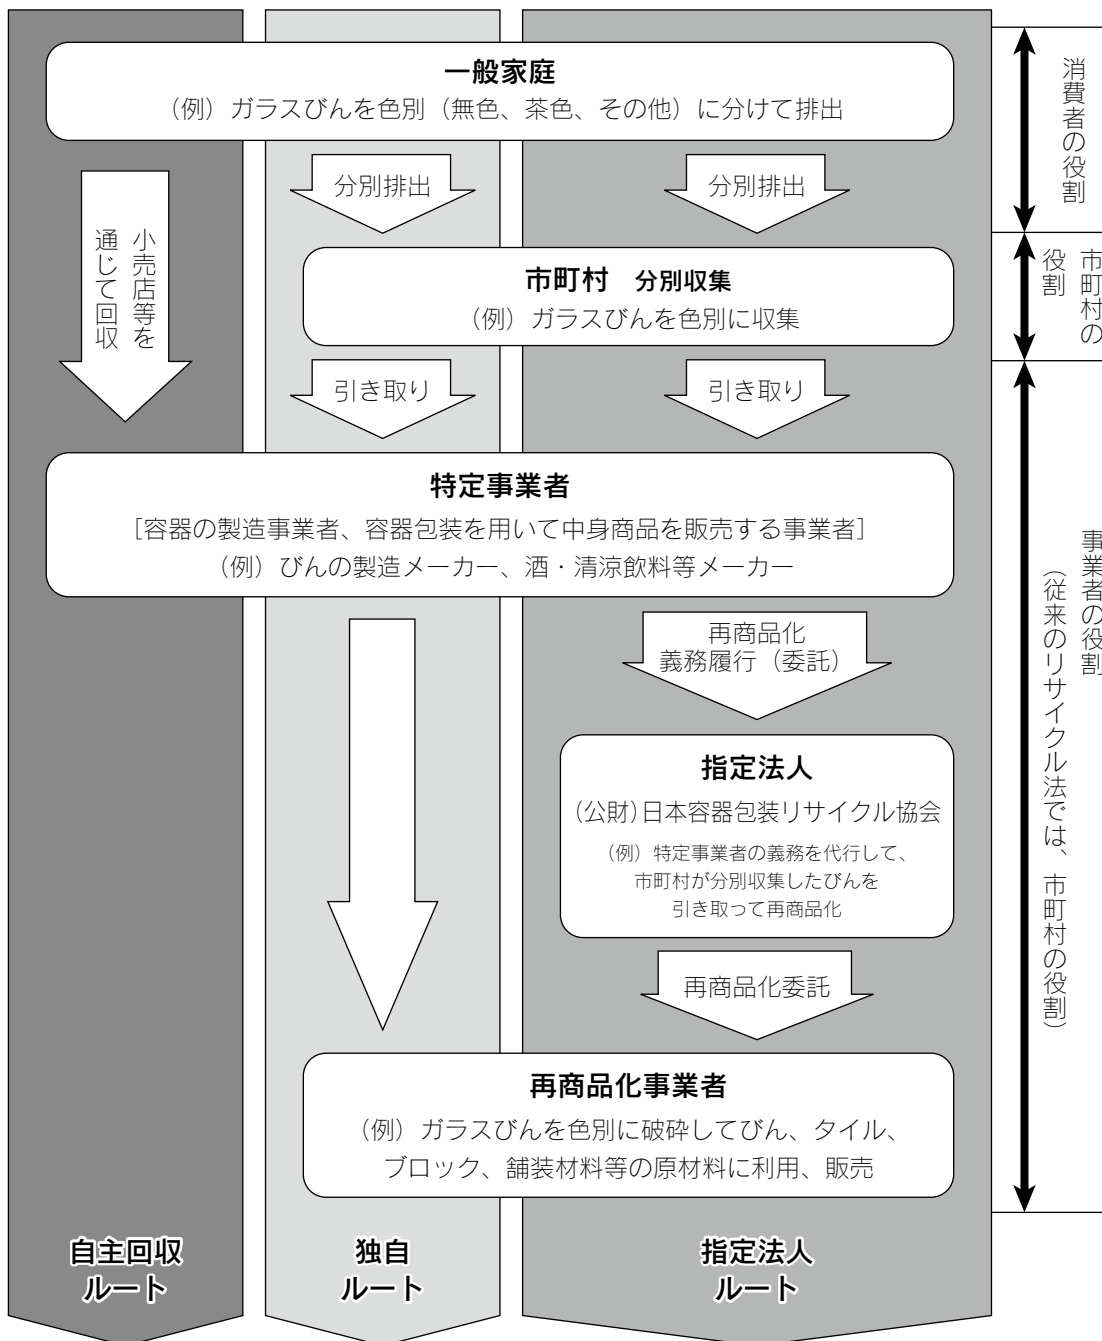 一般家庭
（例）ガラスびんを色別（無色、茶色、その他）に分けて排出
分別排出
分別排出
小売店等を
通じて回収
市町村　分別収集
（例）ガラスびんを色別に収集
引き取り
引き取り
特定事業者
［容器の製造事業者、容器包装を用いて中身商品を販売する事業者］
（例）びんの製造メーカー、酒・清涼飲料等メーカー
再商品化
義務履行（委託）
指定法人
（公財）日本容器包装リサイクル協会
（例）特定事業者の義務を代行して、
市町村が分別収集したびんを
引き取って再商品化
再商品化委託
再商品化事業者
（例）ガラスびんを色別に破砕してびん、タイル、
ブロック、舗装材料等の原材料に利用、販売
自主回収
ルート
独自
ルート
指定法人
ルート
消費者の役割
市町村の
役割
事業者の役割
（従来のリサイクル法では、市町村の役割）